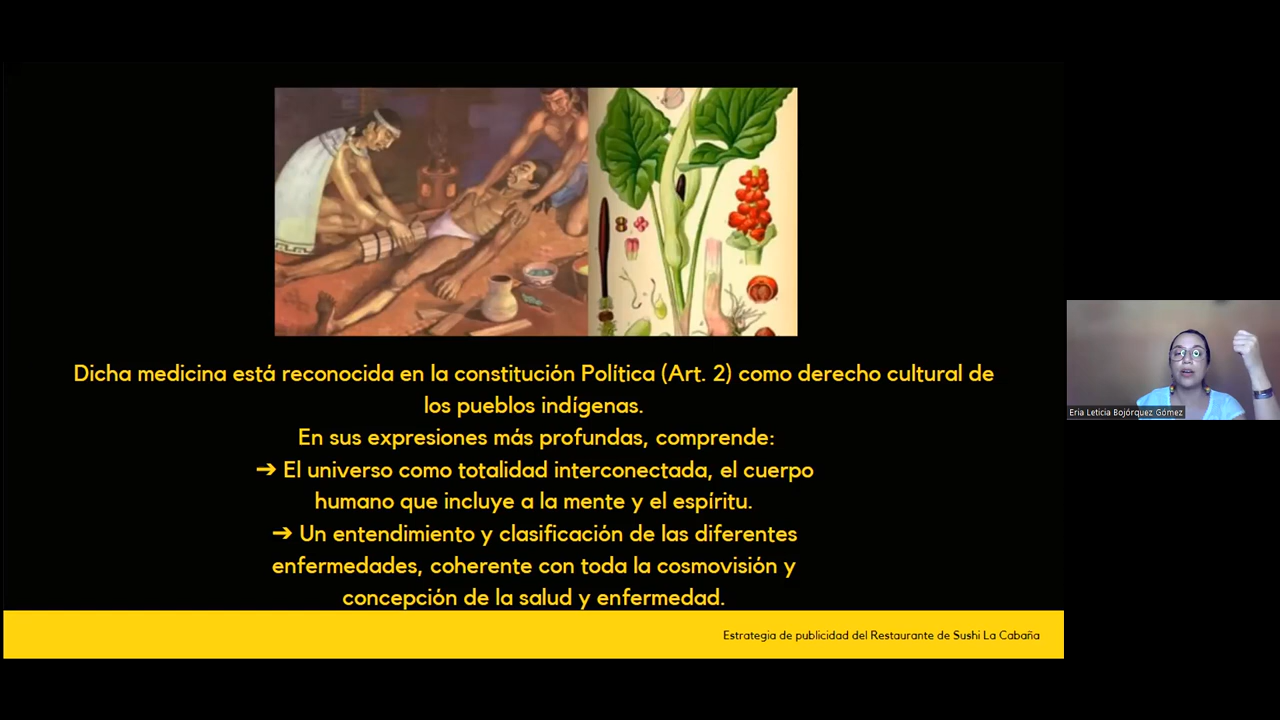 Dicha medicina está reconocida en la constitución Política (Art. 2) como derecho cultural de
los pueblos indígenas.
En sus expresiones más profundas, comprende:
➔ El universo como totalidad interconectada, el cuerpo
humano que incluye a la mente y el espíritu.
➔ Un entendimiento y clasificación de las diferentes
enfermedades, coherente con toda la cosmovisión y
concepción de la salud y enfermedad.
Estrategia de publicidad del Restaurante de Sushi La Cabaña
Eria Leticia Bojórquez Gómez